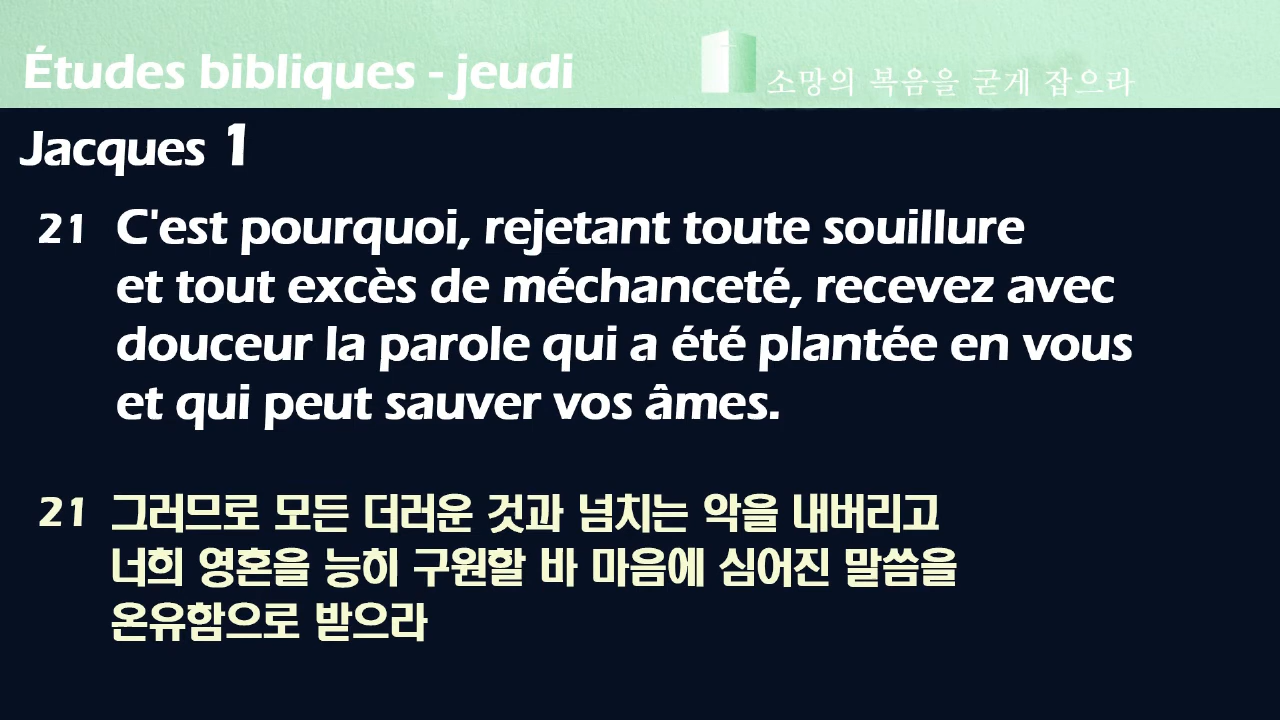 Études bibliques - jeudi
소망의 복음을 굳게 잡으라
Jacques 1
21 C'est pourquoi, rejetant toute souillure
et tout excès de méchanceté, recevez avec
douceur la parole qui a été plantée en vous
et qui peut sauver vos âmes.
21 그러므로 모든 더러운 것과 넘치는 악을 내버리고
너희 영혼을 능히 구원할 바 마음에 심어진 말씀을
온유함으로 받으라